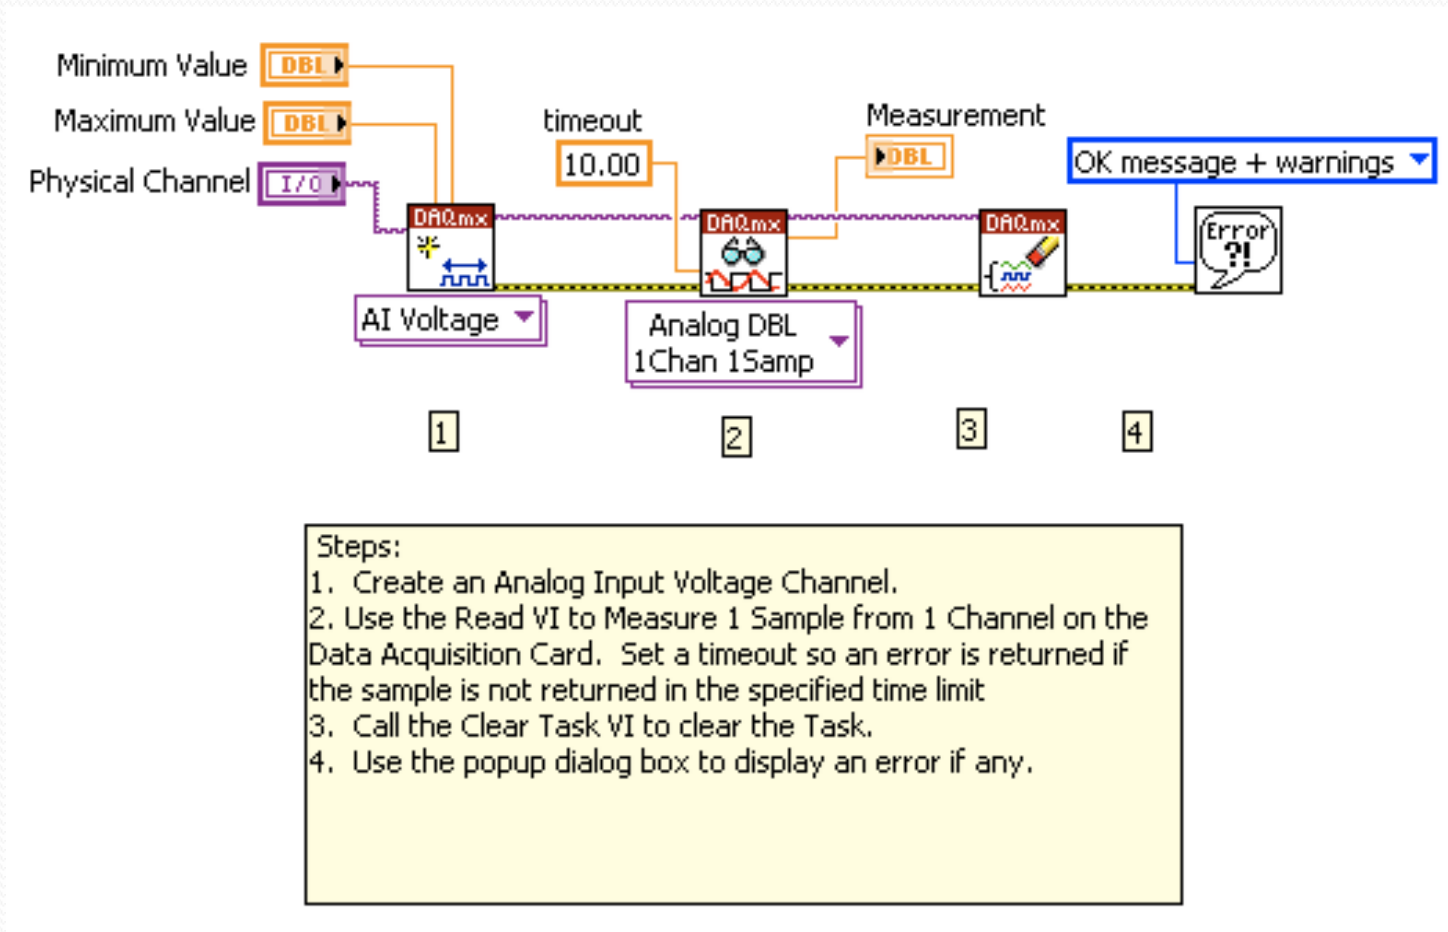 Minimum Value
DBL
Maximum Value
DBL
Physical Channel
I/O
timeout
10.00
Measurement
DBL
OK message + warnings
DAQmx
DAQmx
DAQmx
Error
?!
AI Voltage
Analog DBL
1Chan 1Samp
1
2
3
4
Steps:
1.  Create an Analog Input Voltage Channel.
2. Use the Read VI to Measure 1 Sample from 1 Channel on the
Data Acquisition Card.  Set a timeout so an error is returned if
the sample is not returned in the specified time limit
3.  Call the Clear Task VI to clear the Task.
4.  Use the popup dialog box to display an error if any.